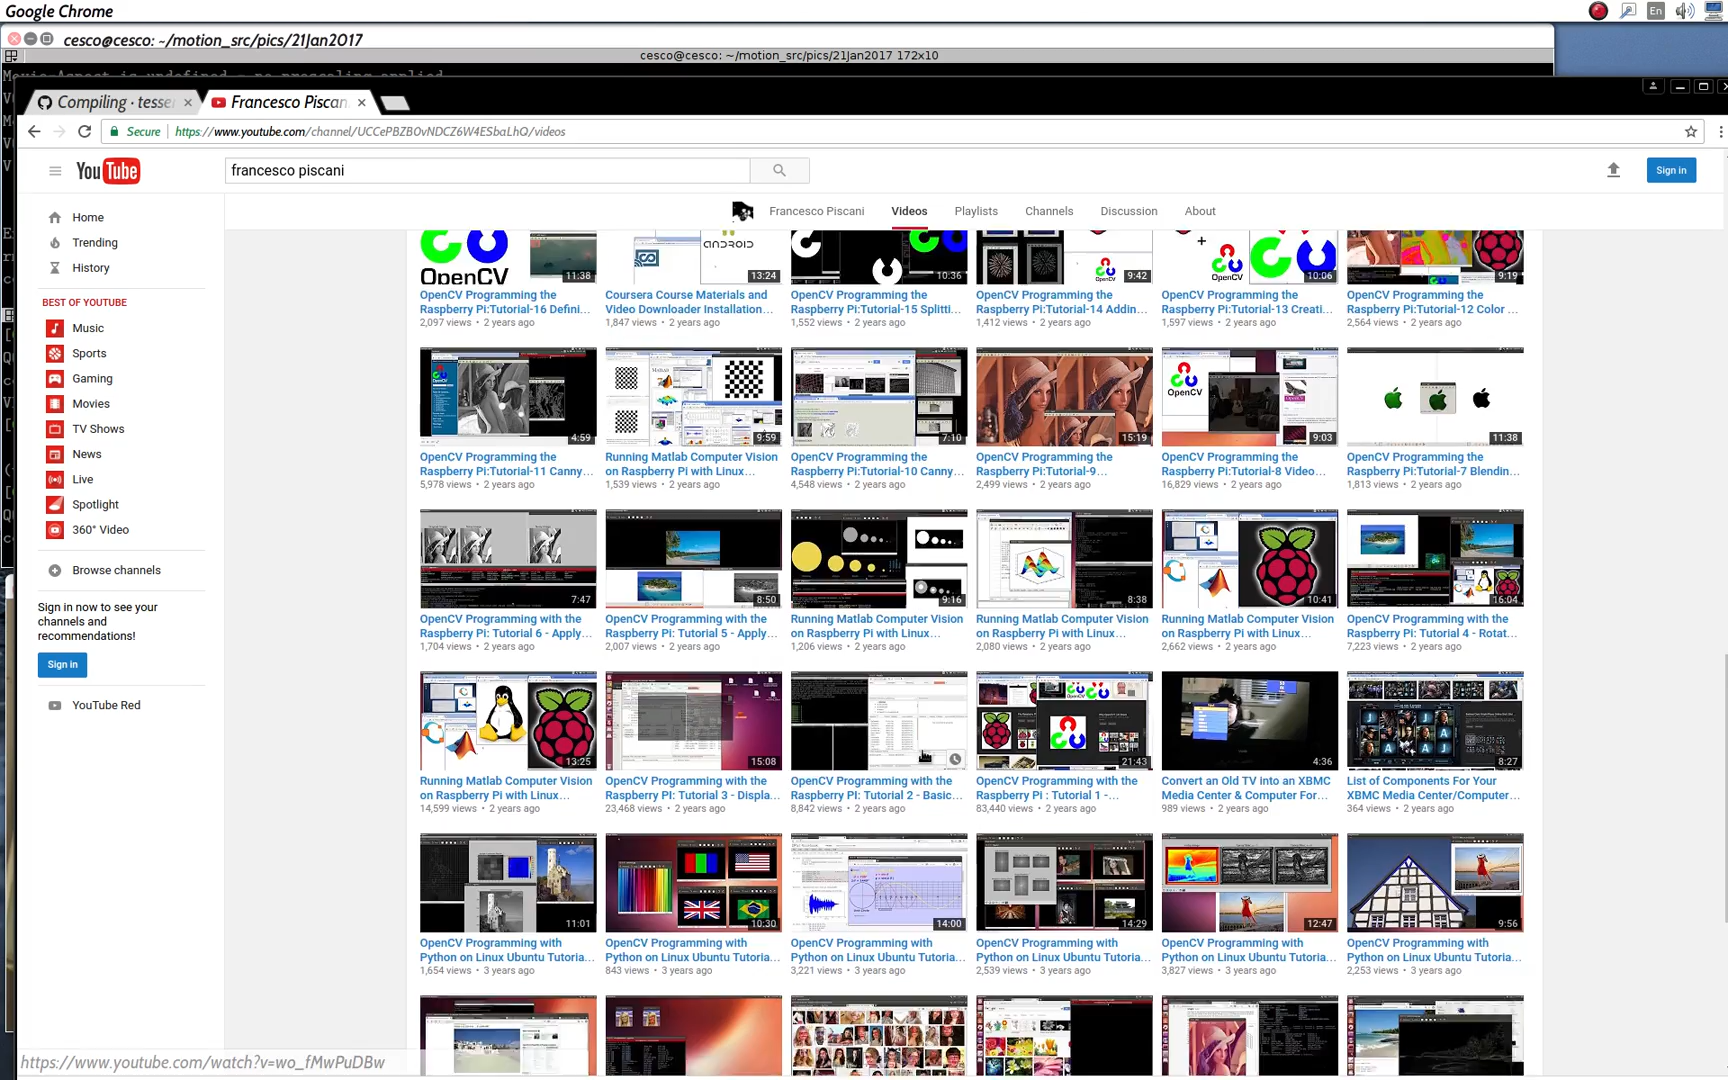 Google Chrome
En
cesco@cesco: ~/motion_src/pics/21Jan2017
cesco@cesco: ~/motion_src/pics/21Jan2017 172x10
Compiling · tesse
Francesco Piscan
Secure https://www.youtube.com/channel/UCCePBZB0vNDCZ6W4ESbaLhQ/videos
YouTube
francesco piscani
Sign in
Francesco Piscani Videos Playlists Channels Discussion About
Home
Trending
History
BEST OF YOUTUBE
Music
Sports
Gaming
Movies
TV Shows
News
Live
Spotlight
360° Video
Browse channels
Sign in now to see your
channels and
recommendations!
Sign in
YouTube Red
OpenCV
11:38
OpenCV Programming the
Raspberry Pi:Tutorial-16 Defini...
2,097 views • 2 years ago
ANDROID
13:24
Coursera Course Materials and
Video Downloader Installation...
1,847 views • 2 years ago
10:36
OpenCV Programming the
Raspberry Pi:Tutorial-15 Splitti...
1,552 views • 2 years ago
9:42
OpenCV Programming the
Raspberry Pi:Tutorial-14 Addin...
1,412 views • 2 years ago
OpenCV
10:06
OpenCV Programming the
Raspberry Pi:Tutorial-13 Creati...
1,597 views • 2 years ago
9:19
OpenCV Programming the
Raspberry Pi:Tutorial-12 Color ...
2,564 views • 2 years ago
4:59
OpenCV Programming the
Raspberry Pi:Tutorial-11 Canny...
5,978 views • 2 years ago
9:59
Running Matlab Computer Vision
on Raspberry Pi with Linux...
1,539 views • 2 years ago
7:10
OpenCV Programming the
Raspberry Pi:Tutorial-10 Canny...
4,548 views • 2 years ago
15:19
OpenCV Programming the
Raspberry Pi:Tutorial-9...
2,499 views • 2 years ago
OpenCV
9:03
OpenCV Programming the
Raspberry Pi:Tutorial-8 Video...
16,829 views • 2 years ago
11:38
OpenCV Programming the
Raspberry Pi:Tutorial-7 Blendin...
1,813 views • 2 years ago
7:47
OpenCV Programming with the
Raspberry Pi: Tutorial 6 - Apply...
1,704 views • 2 years ago
8:50
OpenCV Programming with the
Raspberry Pi: Tutorial 5 - Apply...
2,007 views • 2 years ago
9:16
Running Matlab Computer Vision
on Raspberry Pi with Linux...
1,206 views • 2 years ago
8:38
Running Matlab Computer Vision
on Raspberry Pi with Linux...
2,080 views • 2 years ago
10:41
Running Matlab Computer Vision
on Raspberry Pi with Linux...
2,662 views • 2 years ago
16:04
OpenCV Programming with the
Raspberry Pi: Tutorial 4 - Rotat...
7,223 views • 2 years ago
13:25
Running Matlab Computer Vision
on Raspberry Pi with Linux...
14,599 views • 2 years ago
15:08
OpenCV Programming with the
Raspberry PI: Tutorial 3 - Displa...
23,468 views • 2 years ago
OpenCV Programming with the
Raspberry PI: Tutorial 2 - Basic...
8,842 views • 2 years ago
21:43
OpenCV Programming with the
Raspberry Pi : Tutorial 1 -...
83,440 views • 2 years ago
4:36
Convert an Old TV into an XBMC
Media Center & Computer For...
989 views • 2 years ago
8:27
List of Components For Your
XBMC Media Center/Computer...
364 views • 2 years ago
11:01
OpenCV Programming with
Python on Linux Ubuntu Tutoria...
1,654 views • 3 years ago
10:30
OpenCV Programming with
Python on Linux Ubuntu Tutoria...
843 views • 3 years ago
14:00
OpenCV Programming with
Python on Linux Ubuntu Tutoria...
3,221 views • 3 years ago
14:29
OpenCV Programming with
Python on Linux Ubuntu Tutoria...
2,539 views • 3 years ago
12:47
OpenCV Programming with
Python on Linux Ubuntu Tutoria...
3,827 views • 3 years ago
9:56
OpenCV Programming with
Python on Linux Ubuntu Tutoria...
2,253 views • 3 years ago
https://www.youtube.com/watch?v=wo_fMwPuDBw